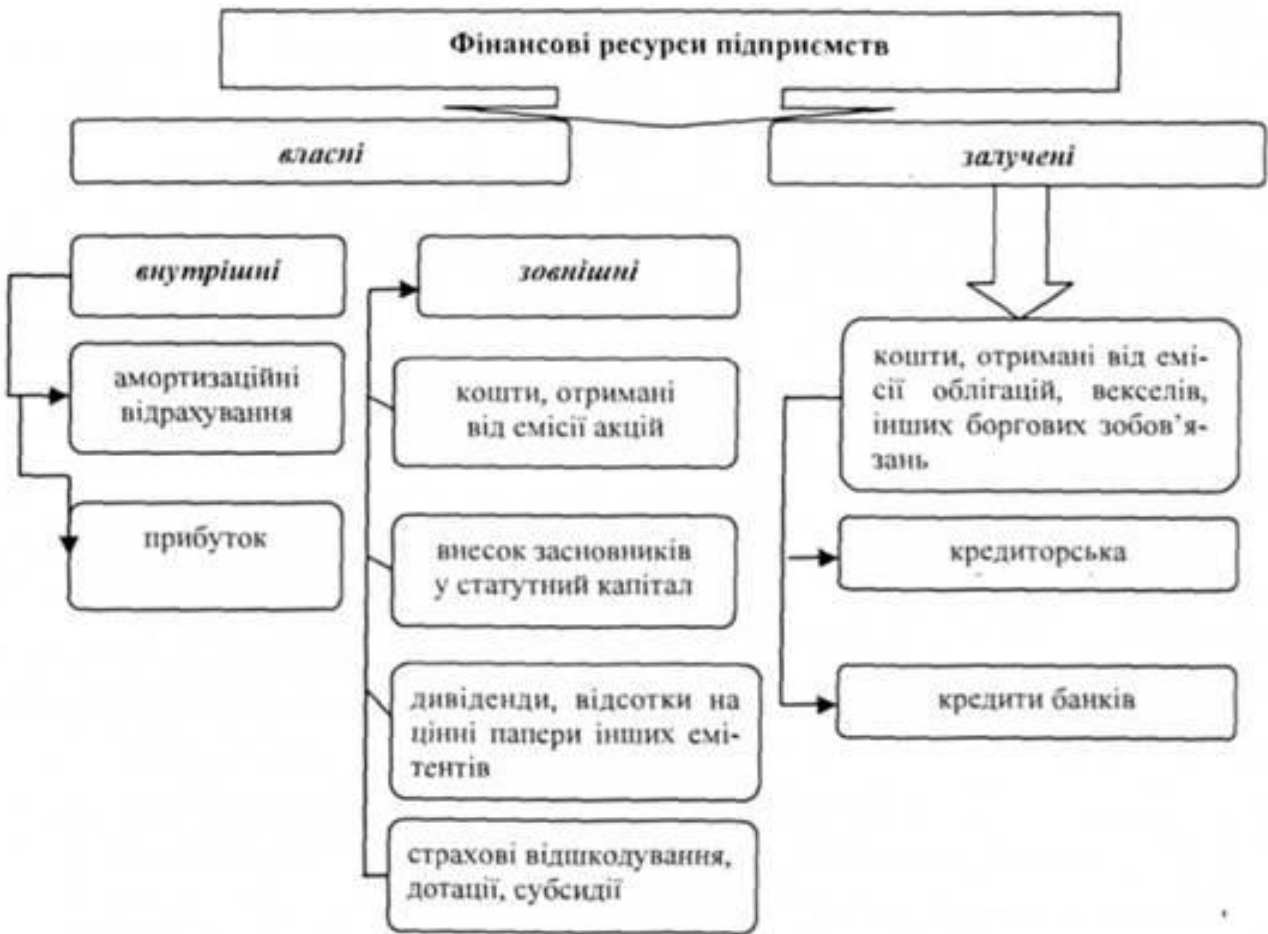 Фінансові ресурси підприємств
власні
залучені
внутрішні
зовнішні
амортизаційні
відрахування
прибуток
кошти, отримані
від емісії акцій
внесок засновників
у статутний капітал
дивіденди, відсотки на
цінні папери інших емі-
тентів
страхові відшкодування,
дотації, субсидії
кошти, отримані від емі-
сії облігацій, векселів,
інших боргових зобов’я-
зань
кредиторська
кредити банків